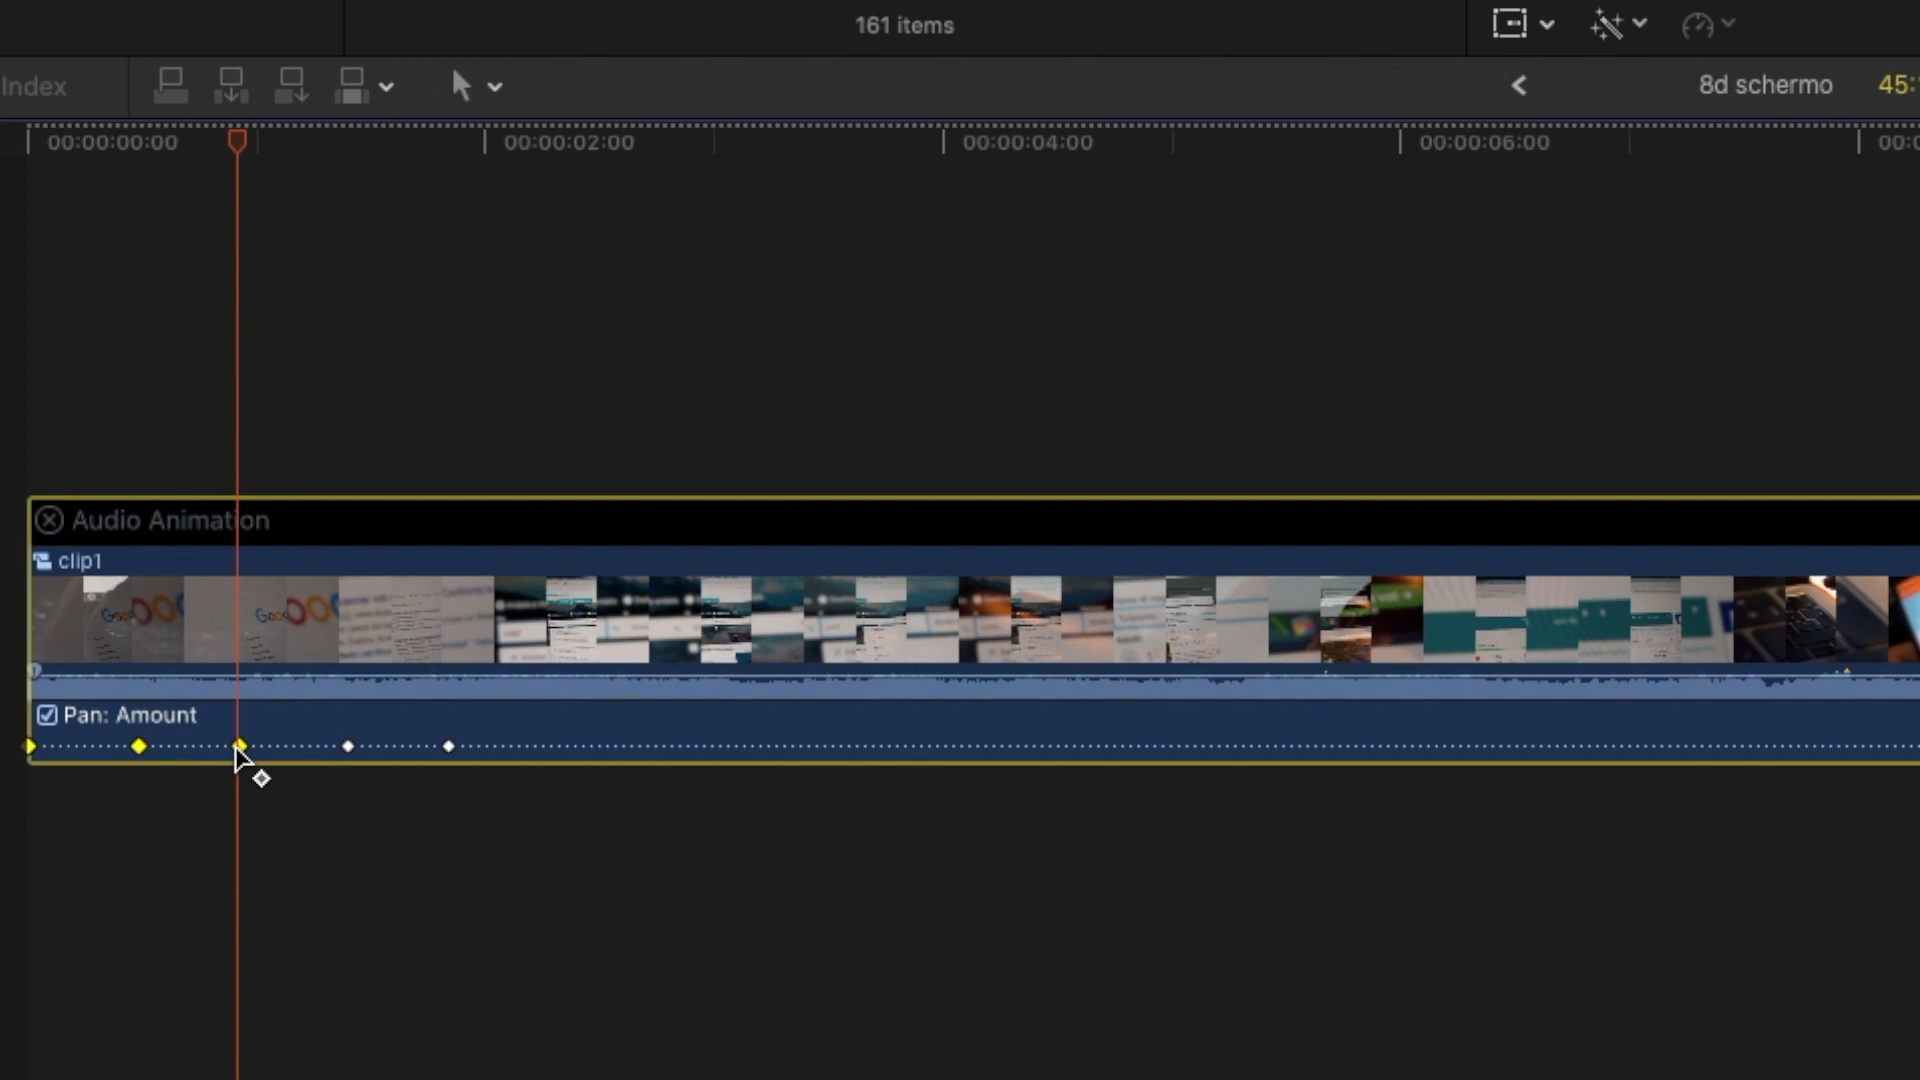 161 items
Index
8d schermo
45:
00:00:00:00
00:00:02:00
00:00:04:00
00:00:06:00
00:
Audio Animation
clip1
Pan: Amount